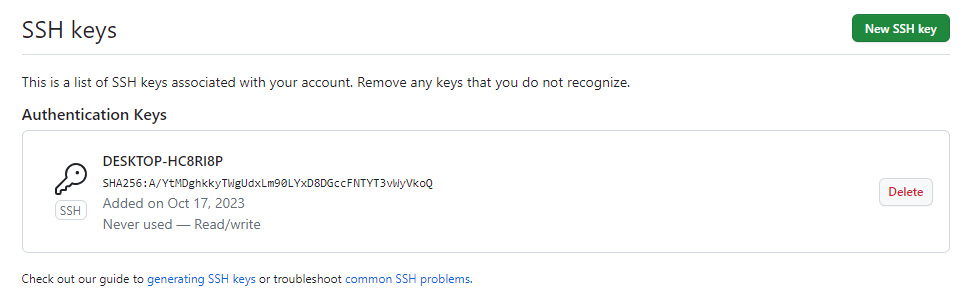 SSH keys
New SSH key
This is a list of SSH keys associated with your account. Remove any keys that you do not recognize.
Authentication Keys
DESKTOP-HC8RI8P
SHA256:A/YtMDghkkyTWgUdxLm90LYxD8DGccFNTYT3vWyVkoQ
SSH
Added on Oct 17, 2023
Never used — Read/write
Delete
Check out our guide to generating SSH keys or troubleshoot common SSH problems.